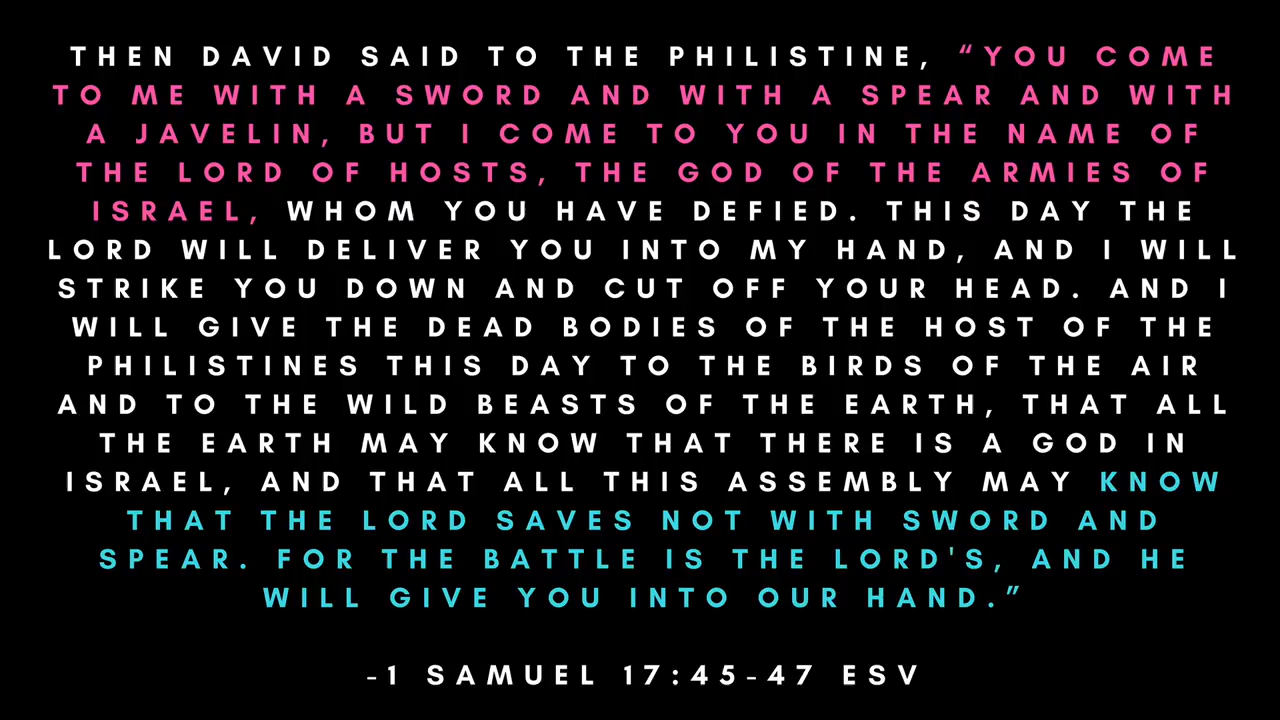 THEN DAVID SAID TO THE PHILISTINE, “YOU COME
TO ME WITH A SWORD AND WITH A SPEAR AND WITH
A JAVELIN, BUT I COME TO YOU IN THE NAME OF
THE LORD OF HOSTS, THE GOD OF THE ARMIES OF
ISRAEL, WHOM YOU HAVE DEFIED. THIS DAY THE
LORD WILL DELIVER YOU INTO MY HAND, AND I WILL
STRIKE YOU DOWN AND CUT OFF YOUR HEAD. AND I
WILL GIVE THE DEAD BODIES OF THE HOST OF THE
PHILISTINES THIS DAY TO THE BIRDS OF THE AIR
AND TO THE WILD BEASTS OF THE EARTH, THAT ALL
THE EARTH MAY KNOW THAT THERE IS A GOD IN
ISRAEL, AND THAT ALL THIS ASSEMBLY MAY KNOW
THAT THE LORD SAVES NOT WITH SWORD AND
SPEAR. FOR THE BATTLE IS THE LORD'S, AND HE
WILL GIVE YOU INTO OUR HAND.”
-1 SAMUEL 17:45-47 ESV